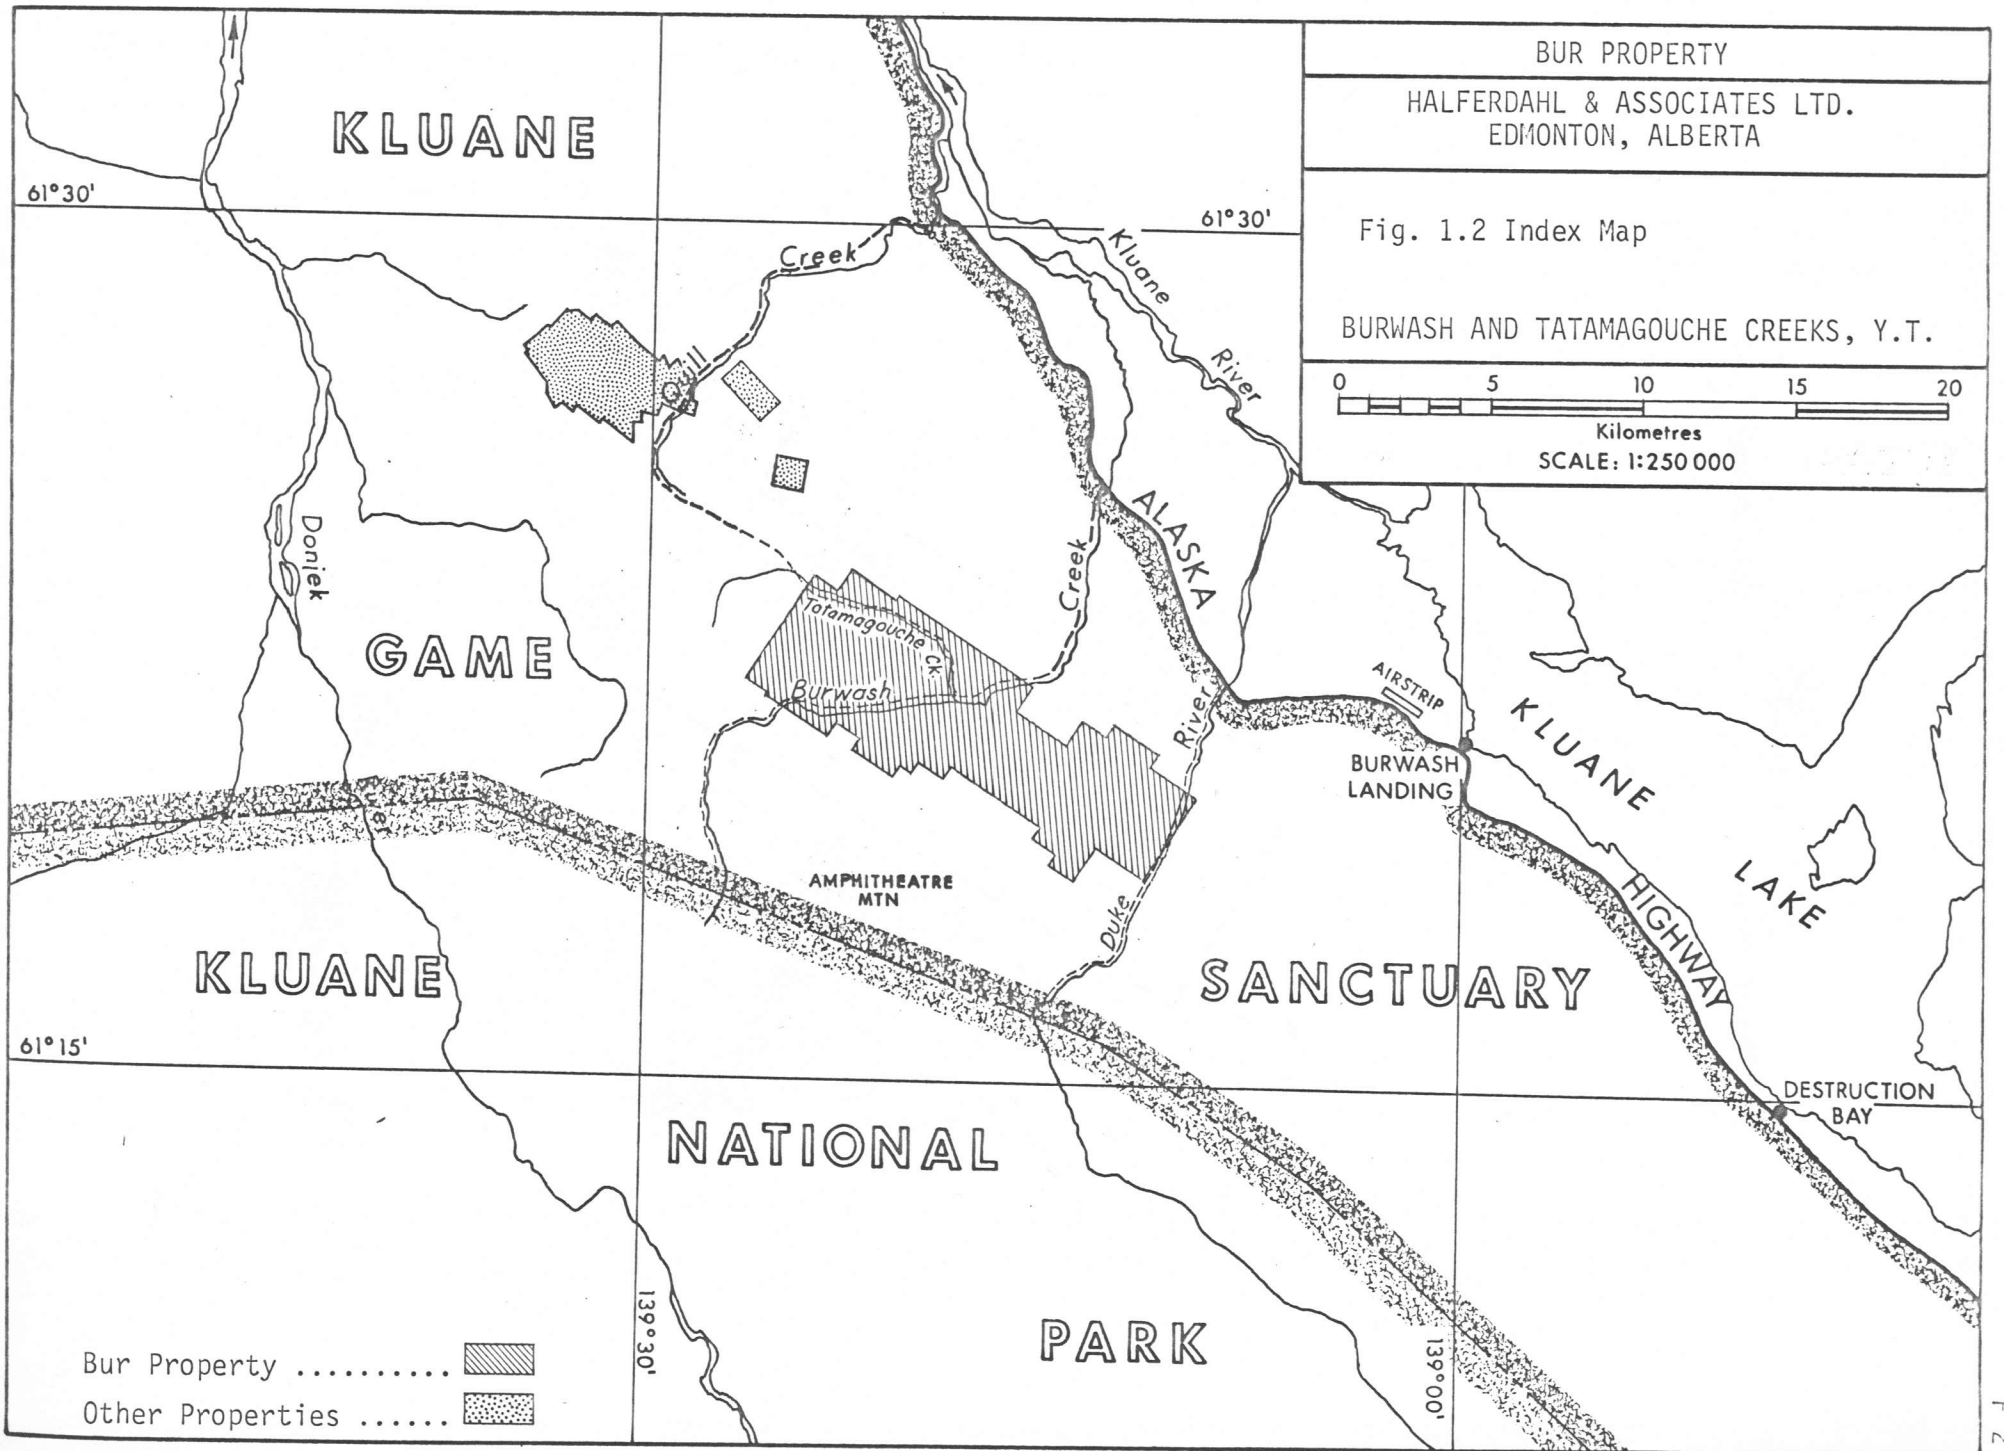 BUR PROPERTY
HALFERDAHL & ASSOCIATES LTD.
EDMONTON, ALBERTA
Fig. 1.2 Index Map
BURWASH AND TATAMAGOUCHE CREEKS, Y.T.
0 5 10 15 20
Kilometres
SCALE: 1:250 000
KLUANE
61°30'
61°30'
Creek
Kluane
River
Quill
ALASKA
Donjek
Creek
GAME
Tatamagouche Ck.
Burwash
River
AIRSTRIP
KLUANE
BURWASH
LANDING
LAKE
AMPHITHEATRE
MTN
HIGHWAY
Duke
KLUANE
SANCTUARY
61°15'
DESTRUCTION
BAY
NATIONAL
PARK
139°30'
139°00'
Bur Property ..........
Other Properties ......